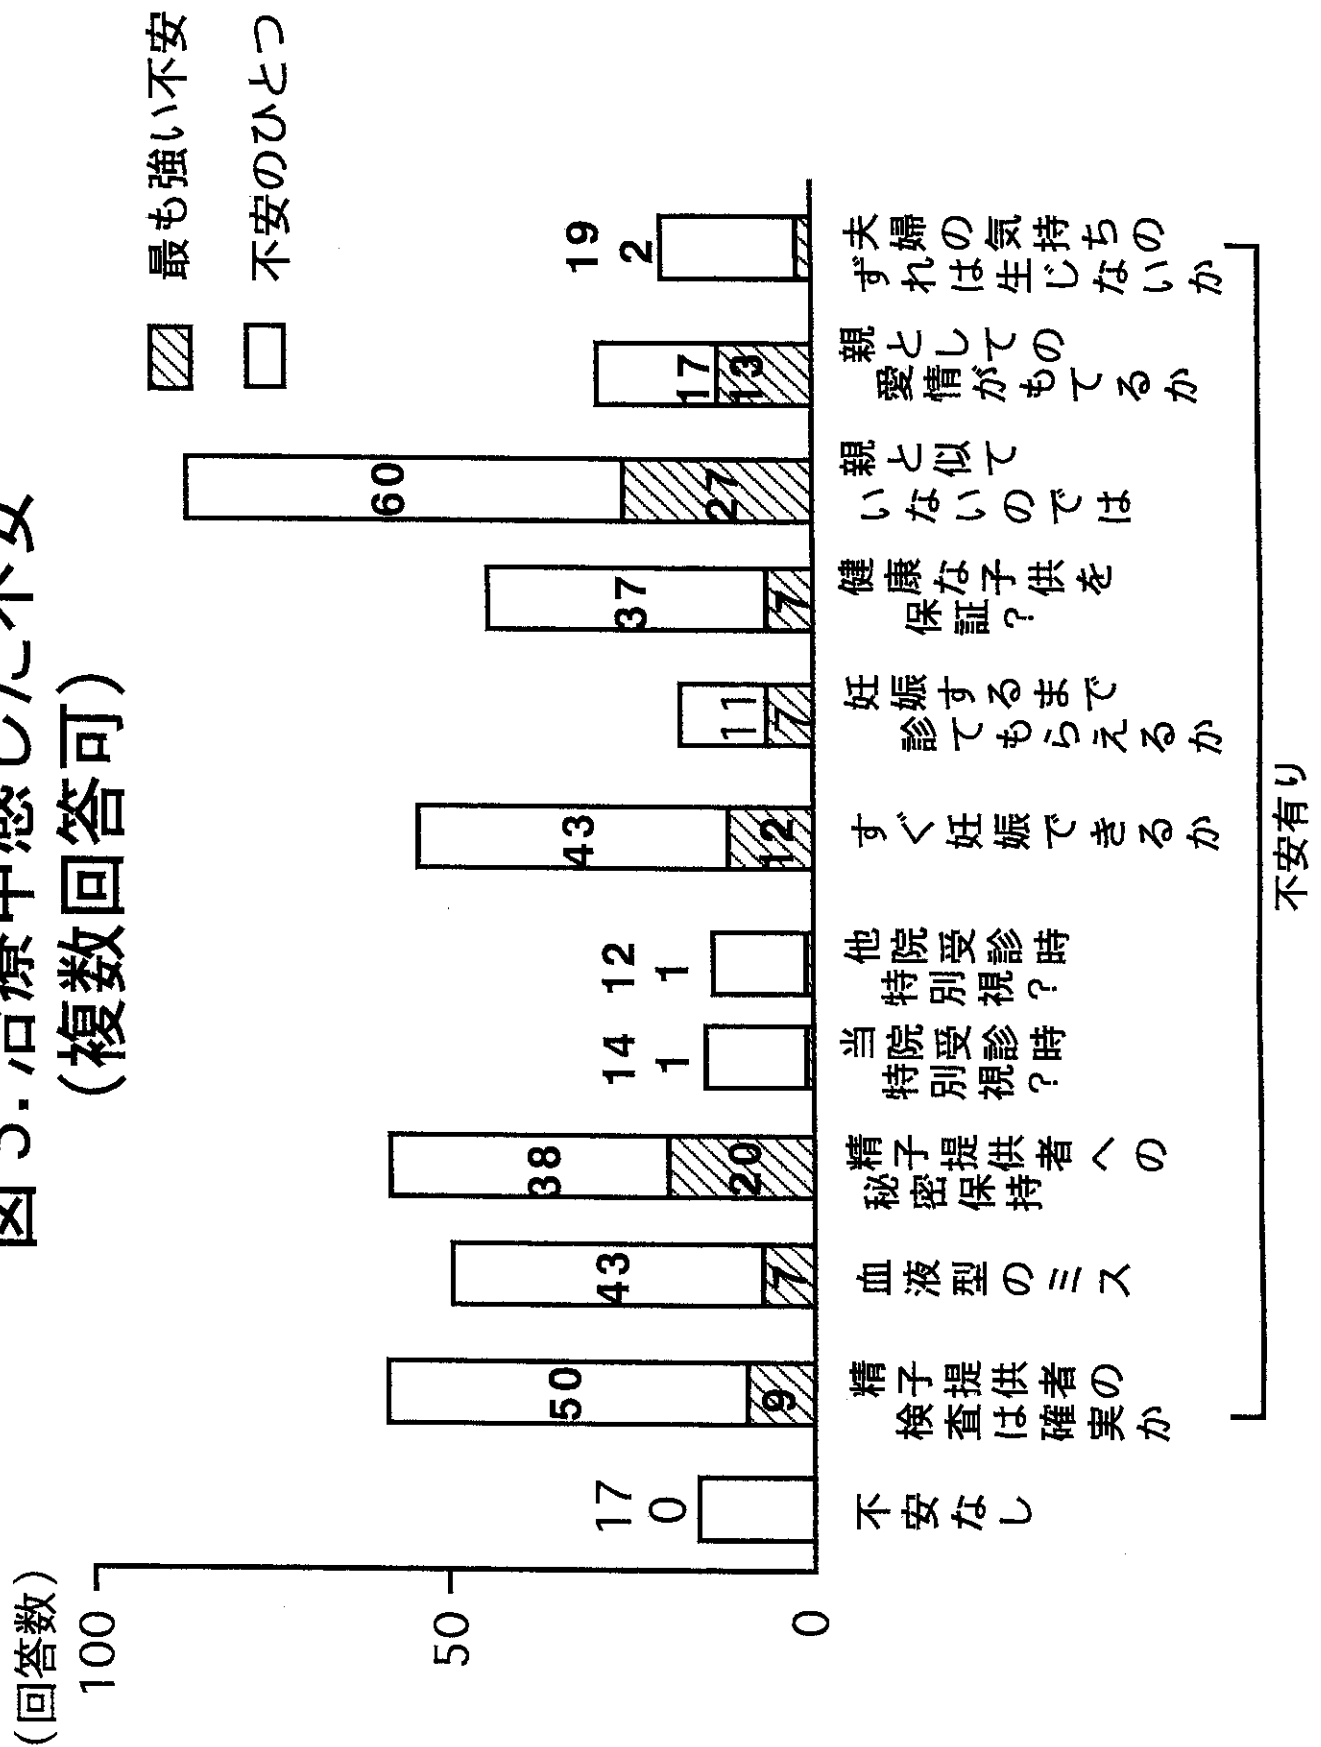 図 5. 治療中感じた不安
（複数回答可）
最も強い不安
不安のひとつ
（回答数）
100
50
0
17
0
50
9
43
7
38
20
14
1
12
1
43
12
11
7
37
7
60
27
17
13
19
2
不安なし
精子提供者の
検査は確実か
血液型のミス
精子提供者への
秘密保持
当院受診時
特別視？
他院受診時
特別視？
すぐ妊娠できるか
妊娠するまで
診てもらえるか
健康な子供を
保証？
親と似て
いないのでは
親としての
愛情がもてるか
夫婦の気持ちの
ずれは生じないか
不安有り